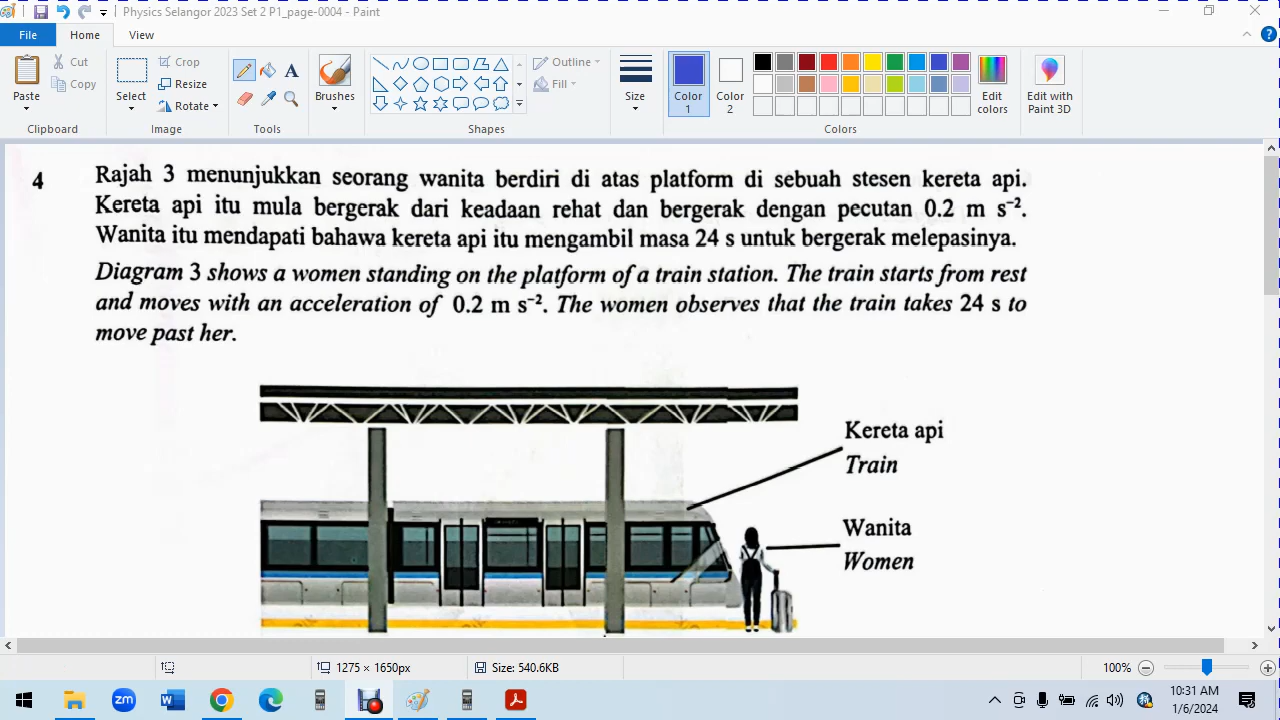 Physics Selangor 2023 Set 2 P1_page-0004 - Paint
File
Home
View
Paste
Cut
Copy
Clipboard
Select
Crop
Resize
Rotate
Image
A
Tools
Brushes
Shapes
Outline
Fill
Size
Color 1
Color 2
Edit colors
Colors
Edit with Paint 3D
4
Rajah 3 menunjukkan seorang wanita berdiri di atas platform di sebuah stesen kereta api.
Kereta api itu mula bergerak dari keadaan rehat dan bergerak dengan pecutan 0.2 m s⁻².
Wanita itu mendapati bahawa kereta api itu mengambil masa 24 s untuk bergerak melepasinya.
Diagram 3 shows a women standing on the platform of a train station. The train starts from rest
and moves with an acceleration of 0.2 m s⁻². The women observes that the train takes 24 s to
move past her.
Kereta api
Train
Wanita
Women
1275 × 1650px
Size: 540.6KB
100%
zm
W
10:31 AM
1/6/2024